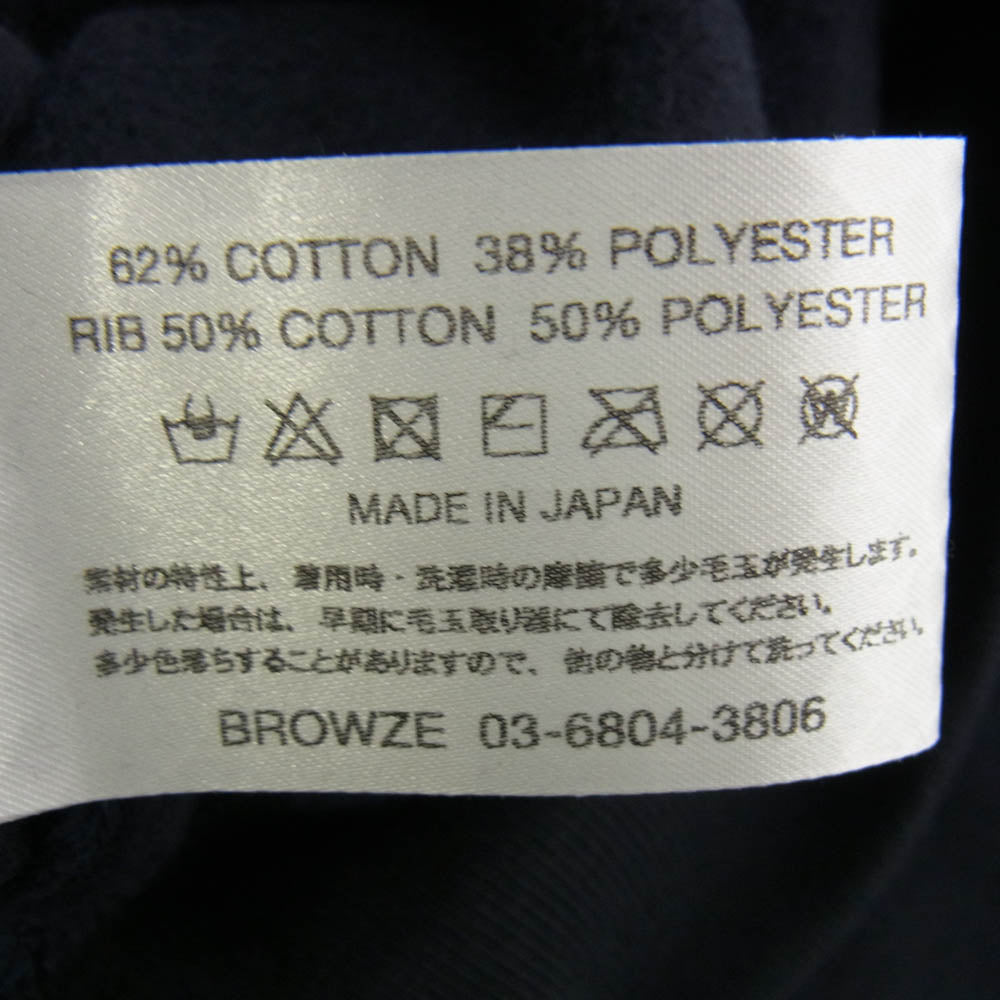 62% COTTON 38% POLYESTER
RIB 50% COTTON 50% POLYESTER
MADE IN JAPAN
素材の特性上、着用時・洗濯時の摩擦で多少毛玉が発生します。
発生した場合は、早期に毛玉取り器にて除去してください。
多少色落ちすることがありますので、他の物と分けて洗ってください。
BROWZE 03-6804-3806